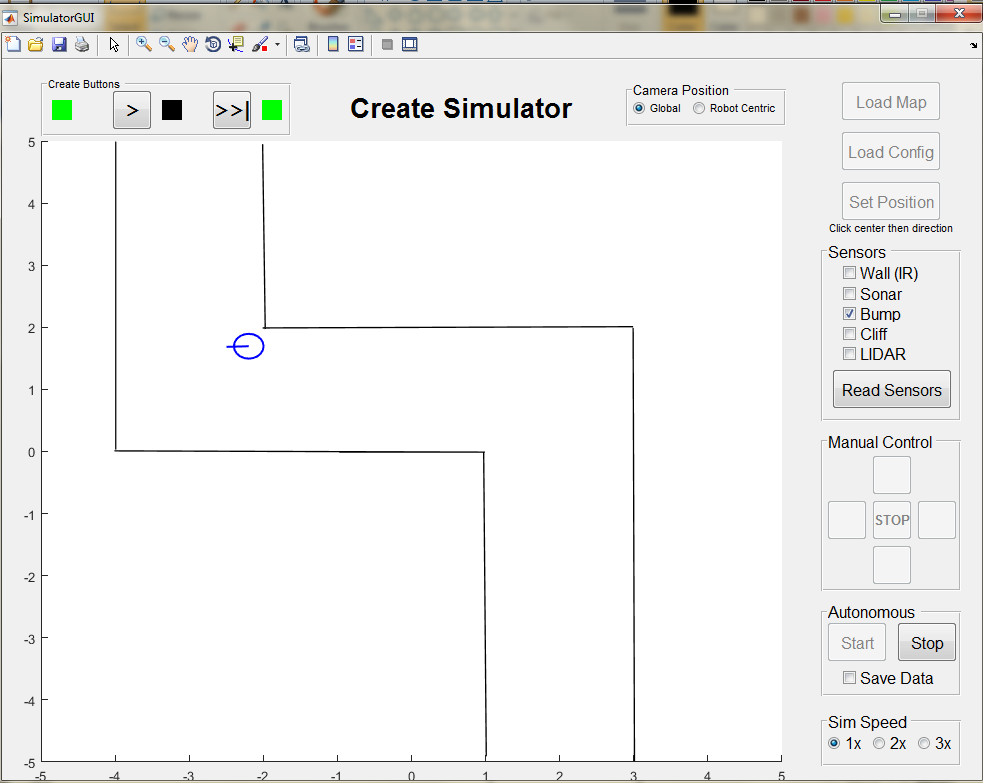 SimulatorGUI
Create Buttons
>
>>|
Create Simulator
Camera Position
Global
Robot Centric
Load Map
Load Config
Set Position
Click center then direction
Sensors
Wall (IR)
Sonar
Bump
Cliff
LIDAR
Read Sensors
Manual Control
STOP
Autonomous
Start
Stop
Save Data
Sim Speed
1x
2x
3x
5
4
3
2
1
0
-1
-2
-3
-4
-5
-5
-4
-3
-2
-1
0
1
2
3
4
5